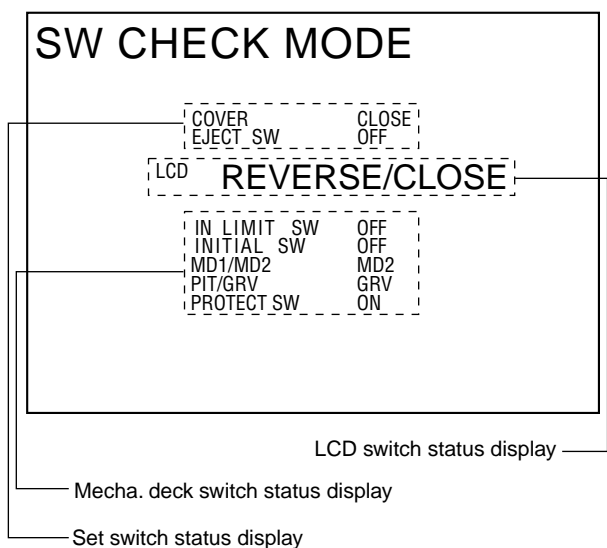 SW CHECK MODE
COVER CLOSE
EJECT SW OFF
LCD REVERSE/CLOSE
IN LIMIT SW OFF
INITIAL SW OFF
MD1/MD2 MD2
PIT/GRV GRV
PROTECT SW ON
LCD switch status display
Mecha. deck switch status display
Set switch status display